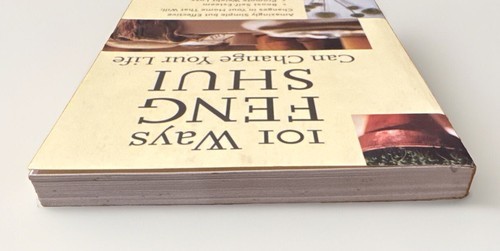 101 Ways
FENG
SHUI
Can Change Your Life
Amazingly Simple but Effective
Changes in Your Home That Will:
• Boost Self-Esteem